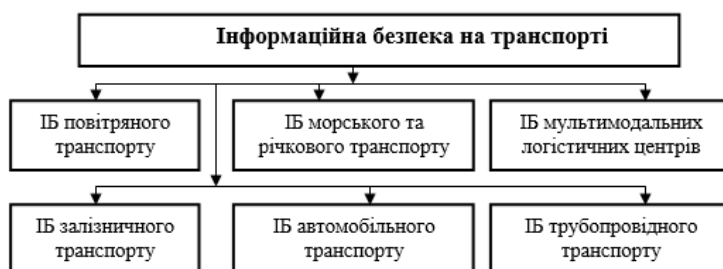 Інформаційна безпека на транспорті
ІБ повітряного
транспорту
ІБ морського та
річкового транспорту
ІБ мультимодальних
логістичних центрів
ІБ залізничного
транспорту
ІБ автомобільного
транспорту
ІБ трубопровідного
транспорту